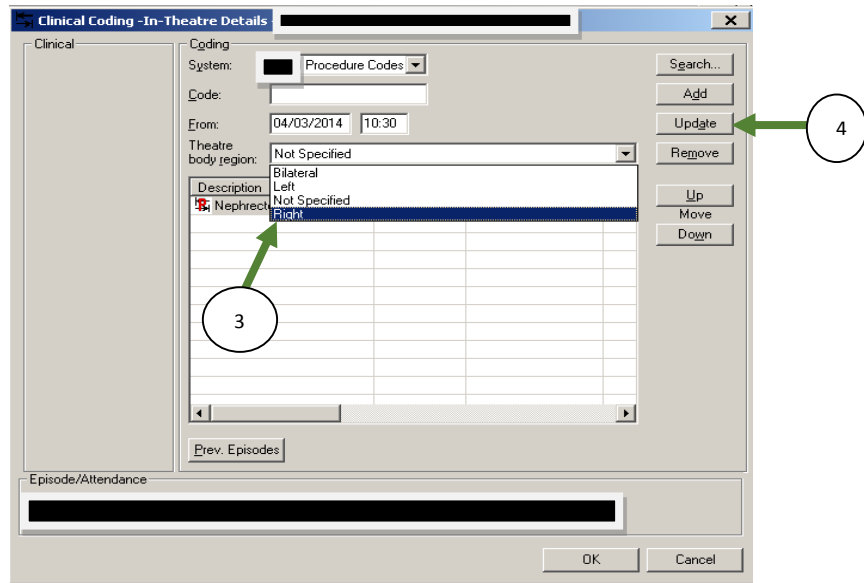 Clinical Coding -In-Theatre Details -
Clinical
Coding
System:
Procedure Codes
Search...
Code:
Add
From:
04/03/2014
10:30
Update
4
Theatre
body region:
Not Specified
Remove
Bilateral
Left
Not Specified
Right
Description
Nephrect
Up
Move
Down
3
Prev. Episodes
Episode/Attendance
OK
Cancel